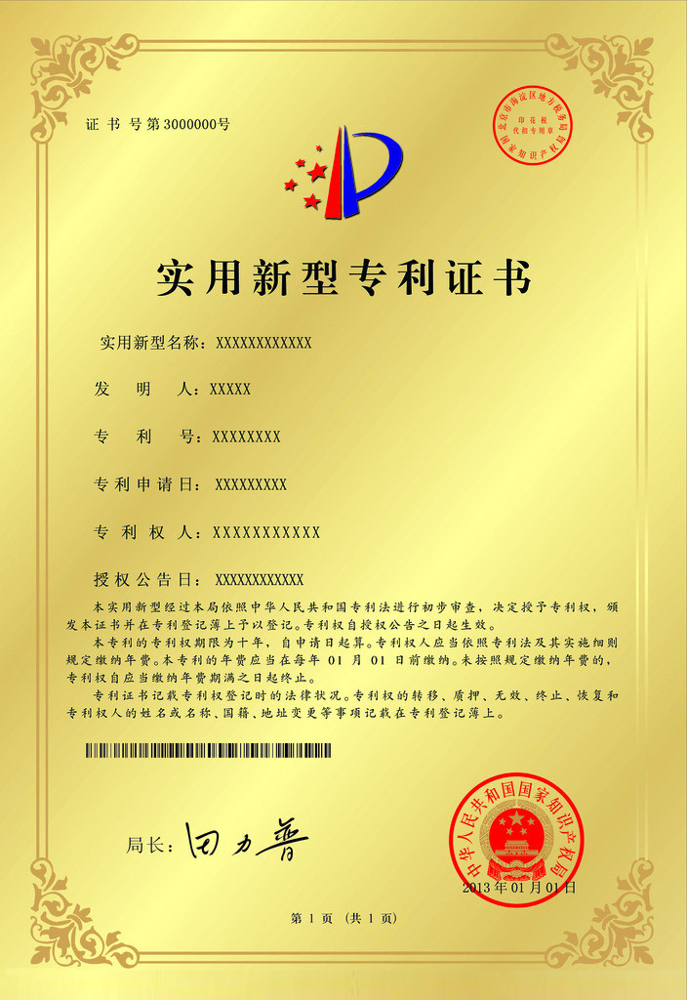 证 书 号 第 3000000号
北京市海淀区地方税务局
印花税
代扣专用章
国家知识产权局
实用新型专利证书
实用新型名称：XXXXXXXXXXXX
发 明 人：XXXXX
专 利 号：XXXXXXXX
专利申请日： XXXXXXXXX
专 利 权 人：XXXXXXXXXXX
授权公告日： XXXXXXXXXXXX
本实用新型经过本局依照中华人民共和国专利法进行初步审查，决定授予专利权，颁
发本证书并在专利登记薄上予以登记。专利权自授权公告之日起生效。
本专利的专利权期限为十年，自申请日起算。专利权人应当依照专利法及其实施细则
规定缴纳年费。本专利的年费应当在每年 01 月 01 日前缴纳。未按照规定缴纳年费的，
专利权自应当缴纳年费期满之日起终止。
专利证书记载专利权登记时的法律状况。专利权的转移、质押、无效、终止、恢复和
专利权人的姓名或名称、国籍、地址变更等事项记载在专利登记薄上。
局长：田力普
中华人民共和国国家知识产权局
2013 年 01 月 01 日
第 1 页 (共 1 页)